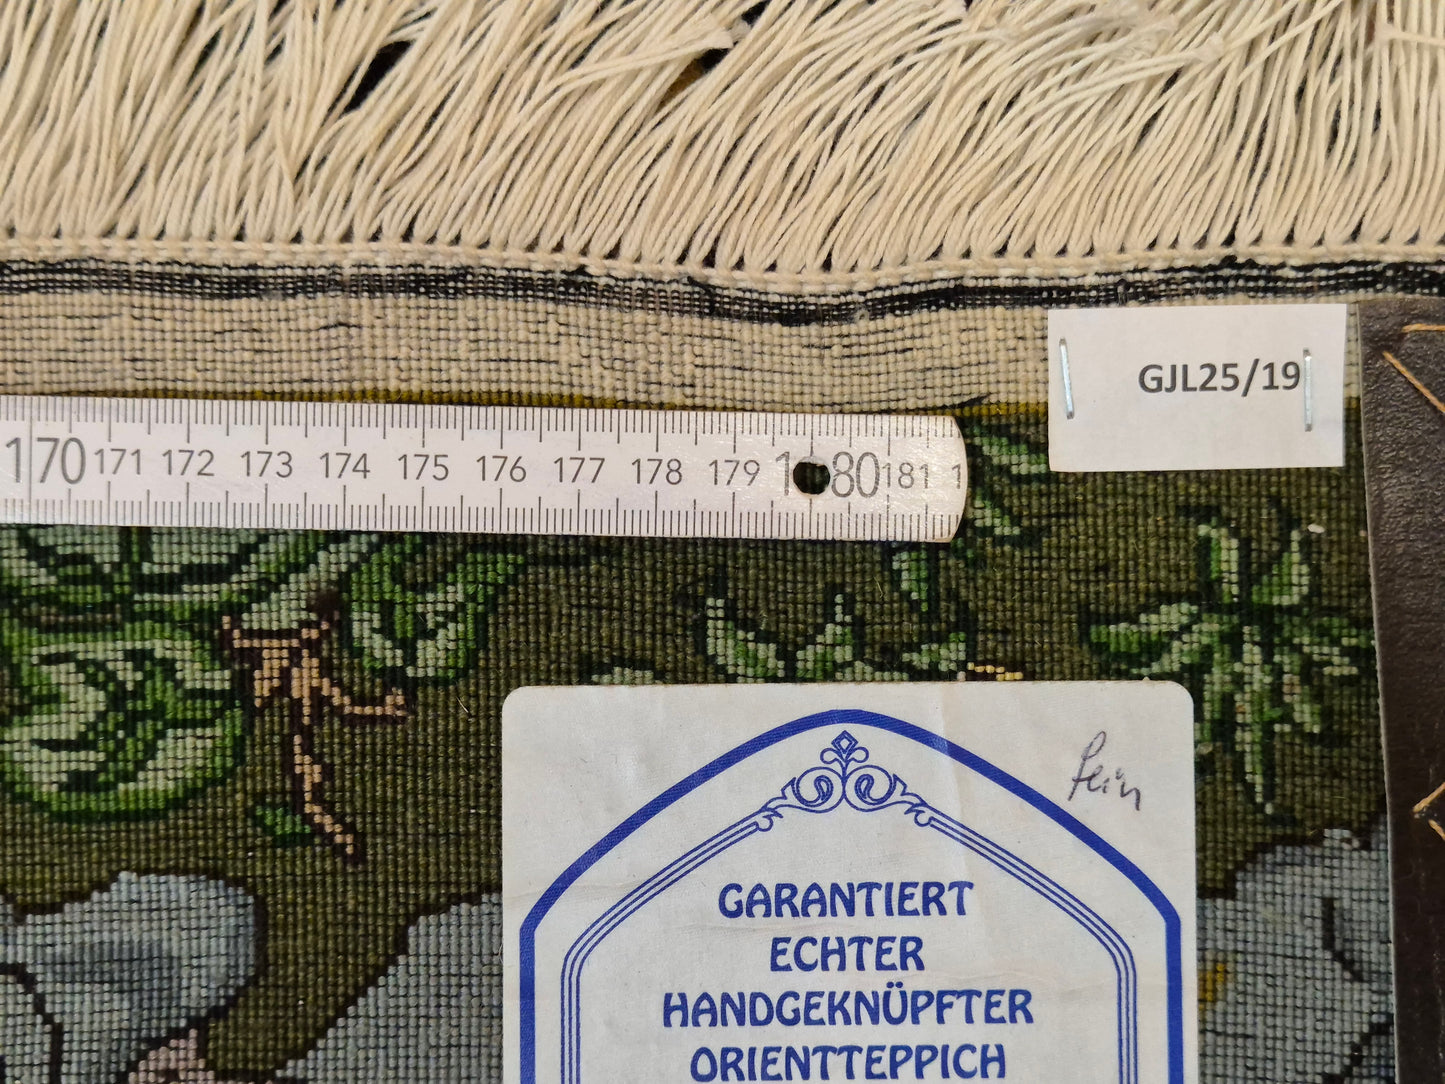 GJL25/19
170 171 172 173 174 175 176 177 178 179 180 181 1
fein
GARANTIERT
ECHTER
HANDGEKNÜPFTER
ORIENTTEPPICH